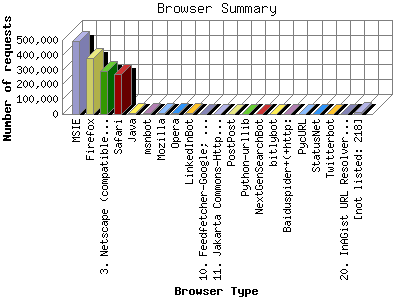 Browser Summary
Number of requests
500,000
400,000
300,000
200,000
100,000
0
MSIE
Firefox
3. Netscape (compatible...
Safari
Java
msnbot
Mozilla
Opera
LinkedInBot
10. Feedfetcher-Google; ...
11. Jakarta Commons-Http...
PostPost
Python-urllib
NextGenSearchBot
bitlybot
Baiduspider+(+http:
PycURL
StatusNet
Twitterbot
20. InAGist URL Resolver...
[not listed: 218]
Browser Type